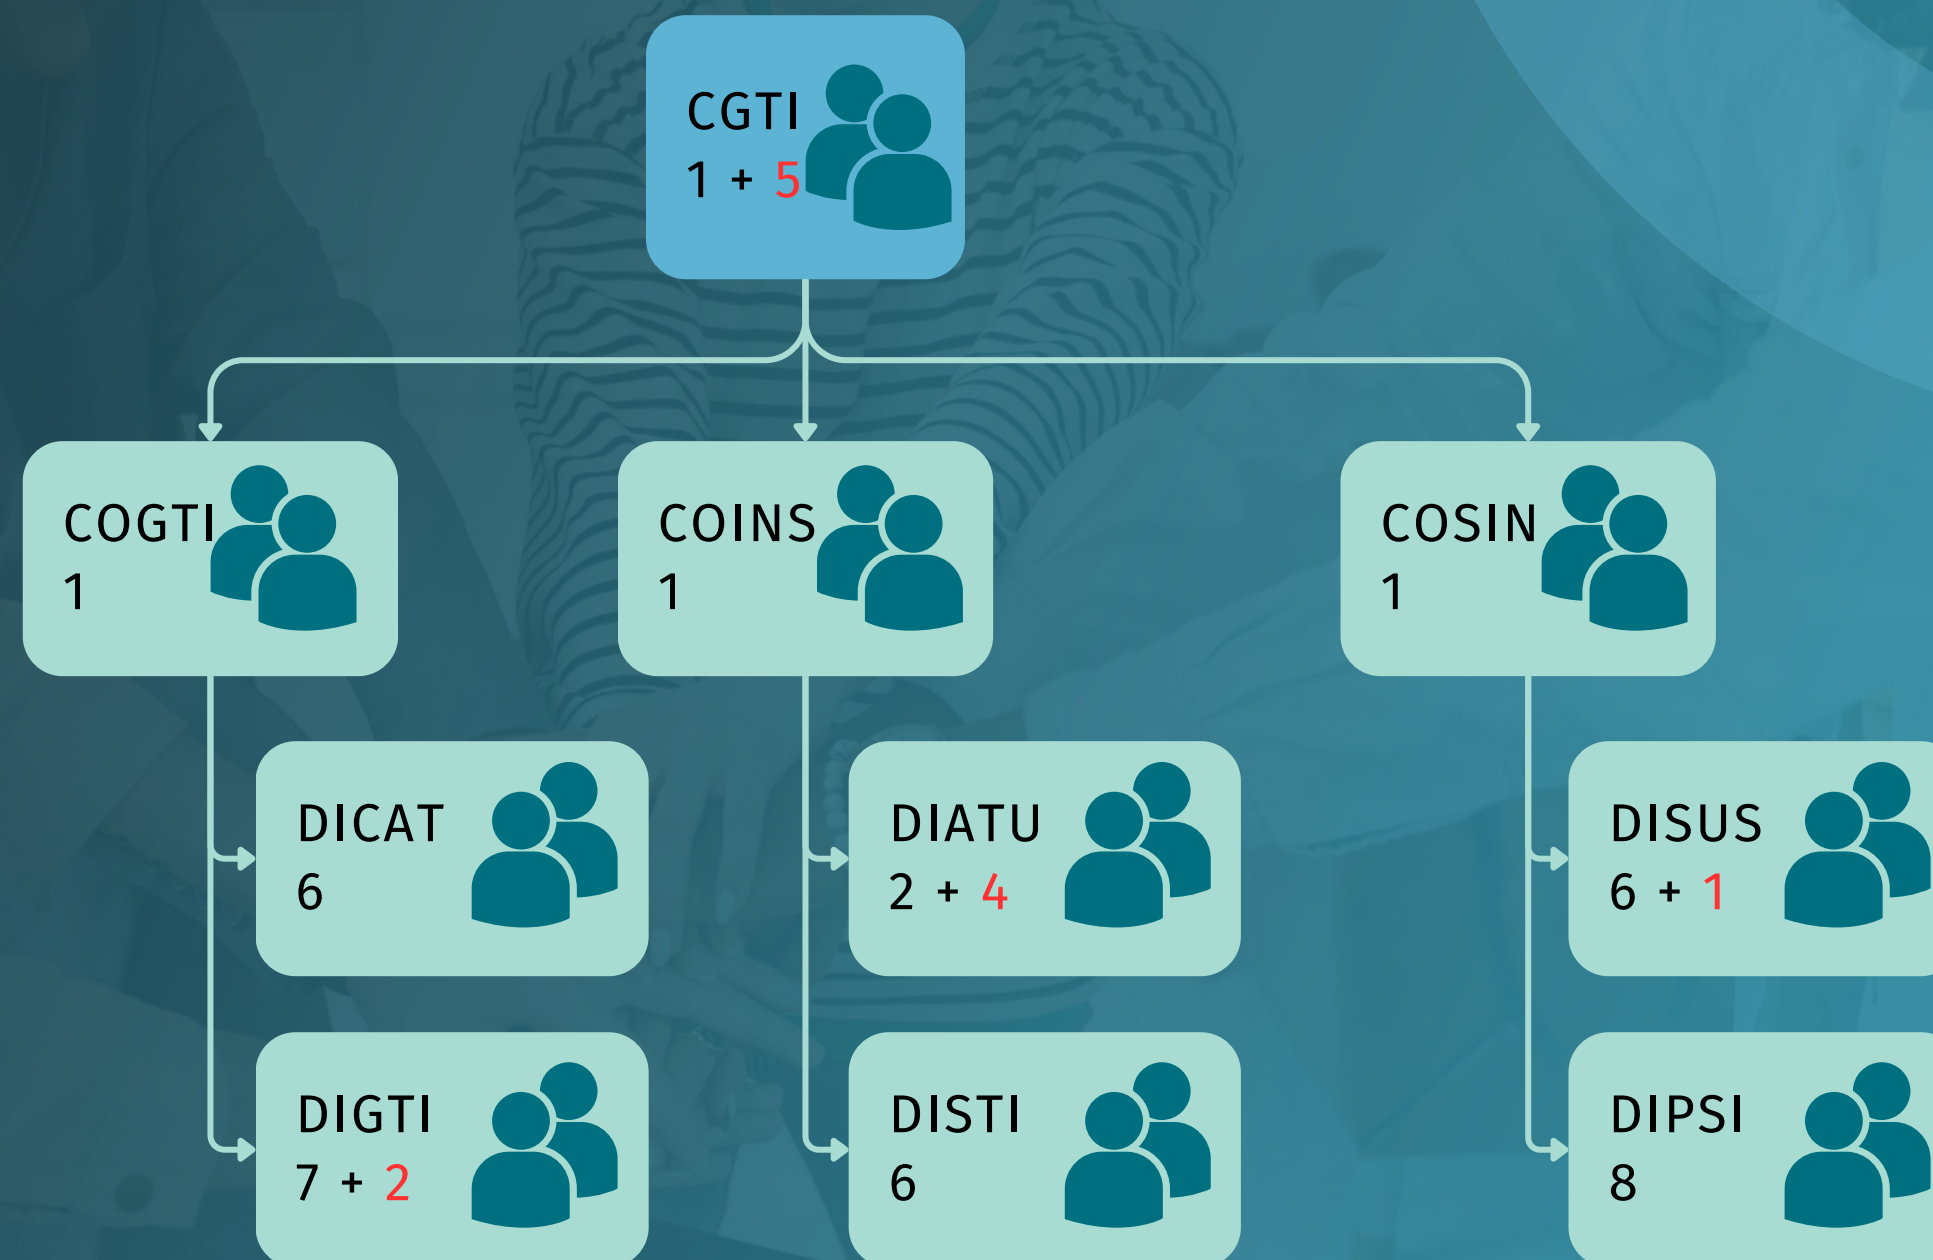 CGTI
1 + 5
COGTI
1
COINS
1
COSIN
1
DICAT
6
DIATU
2 + 4
DISUS
6 + 1
DIGTI
7 + 2
DISTI
6
DIPSI
8